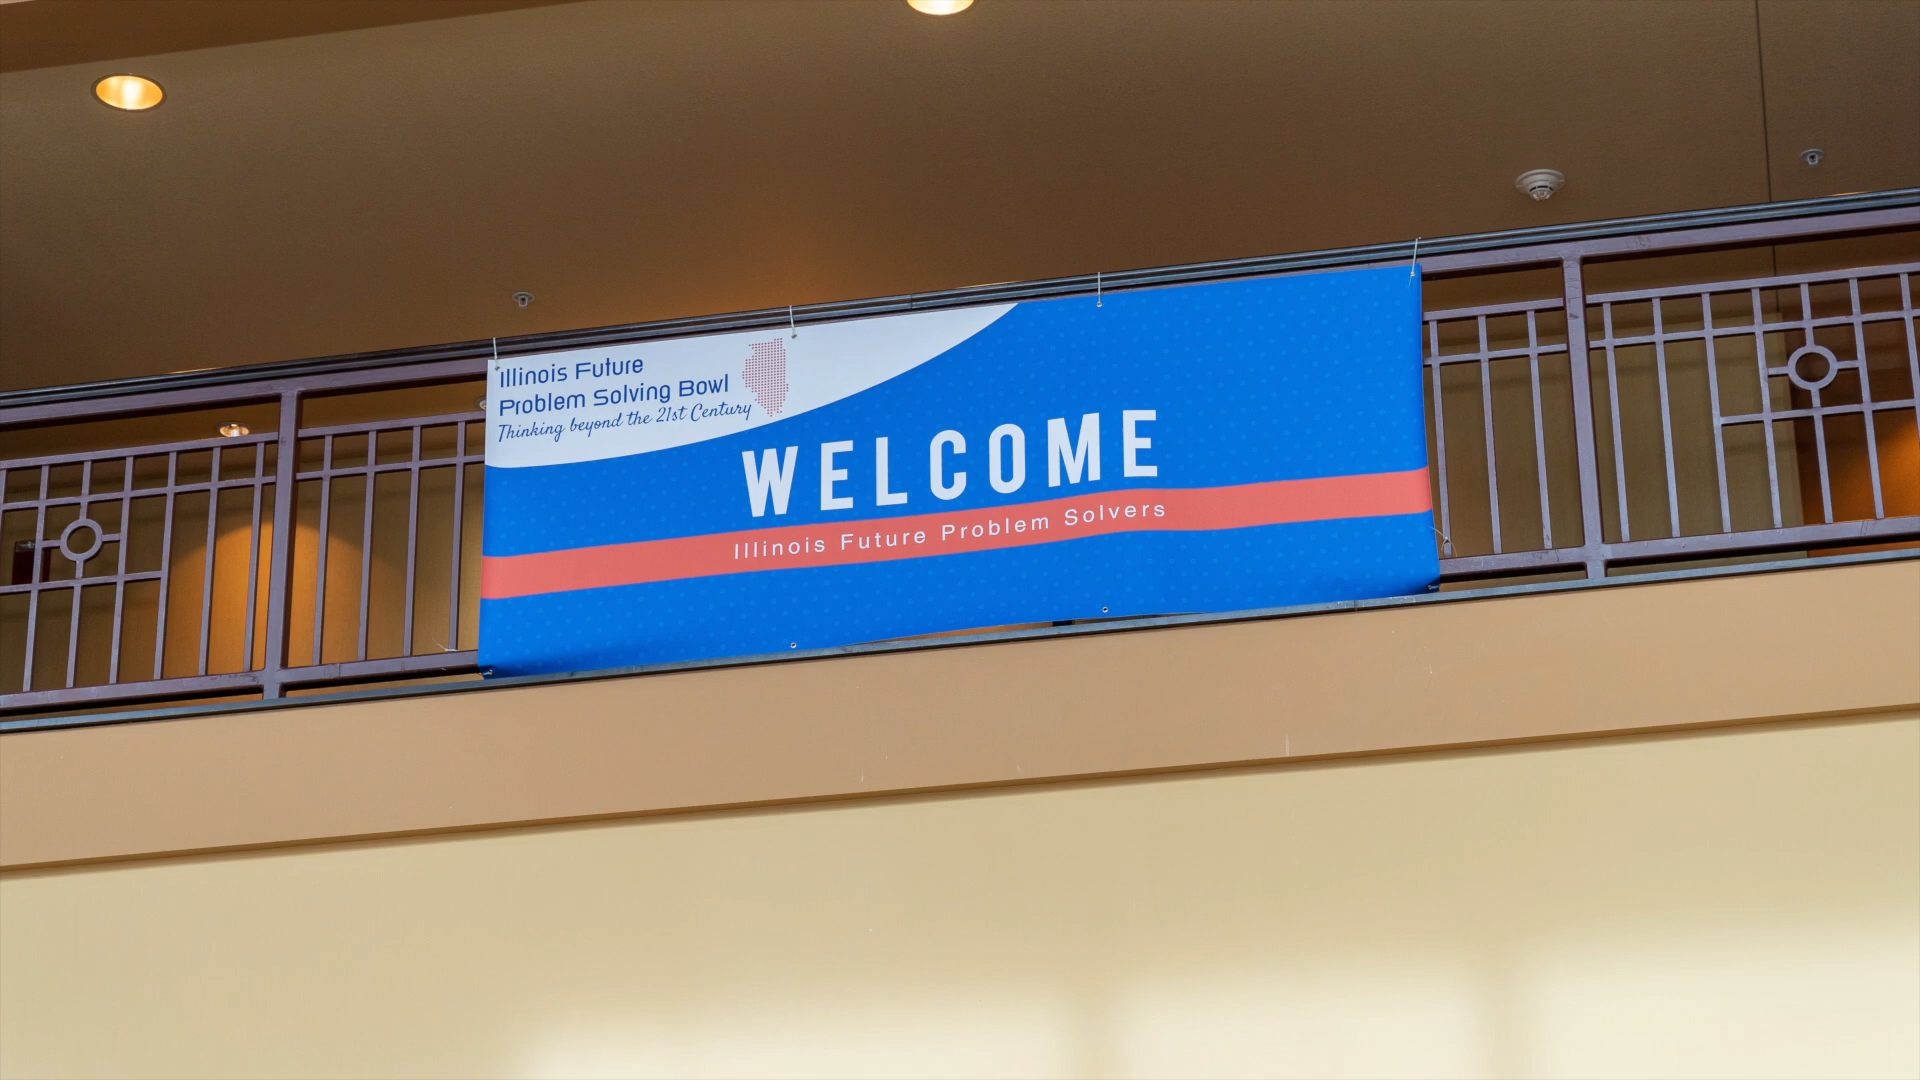 Illinois Future
Problem Solving Bowl
Thinking beyond the 21st Century
WELCOME
Illinois Future Problem Solvers